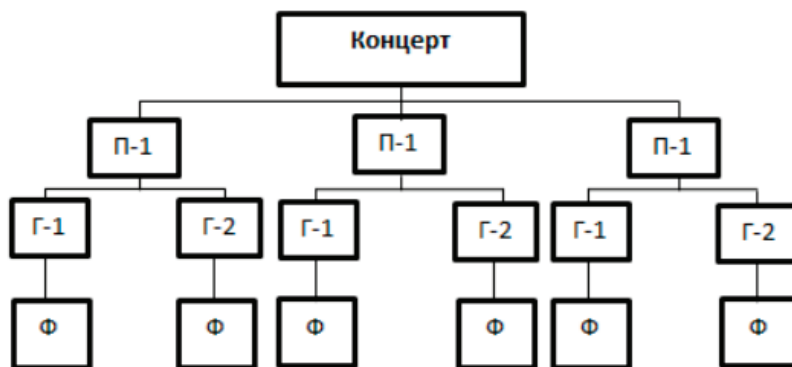 Концерт
П-1 П-1 П-1
Г-1 Г-2 Г-1 Г-2 Г-1 Г-2
Ф Ф Ф Ф Ф Ф